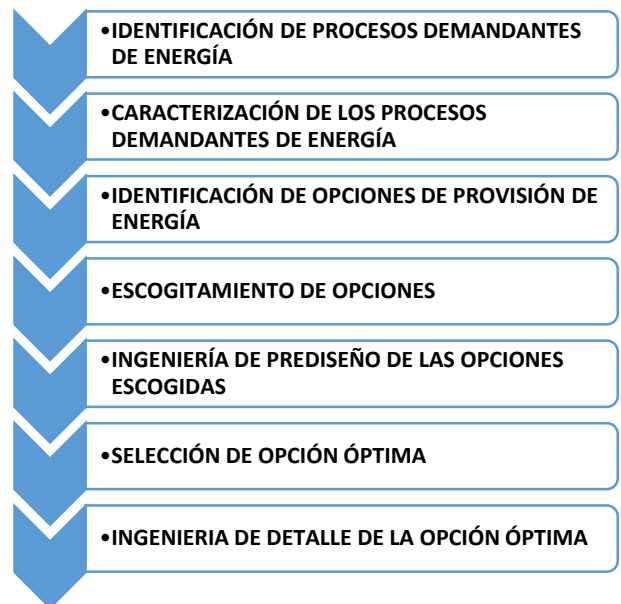 •IDENTIFICACIÓN DE PROCESOS DEMANDANTES
DE ENERGÍA
•CARACTERIZACIÓN DE LOS PROCESOS
DEMANDANTES DE ENERGÍA
•IDENTIFICACIÓN DE OPCIONES DE PROVISIÓN DE
ENERGÍA
•ESCOGITAMIENTO DE OPCIONES
•INGENIERÍA DE PREDISEÑO DE LAS OPCIONES
ESCOGIDAS
•SELECCIÓN DE OPCIÓN ÓPTIMA
•INGENIERIA DE DETALLE DE LA OPCIÓN ÓPTIMA